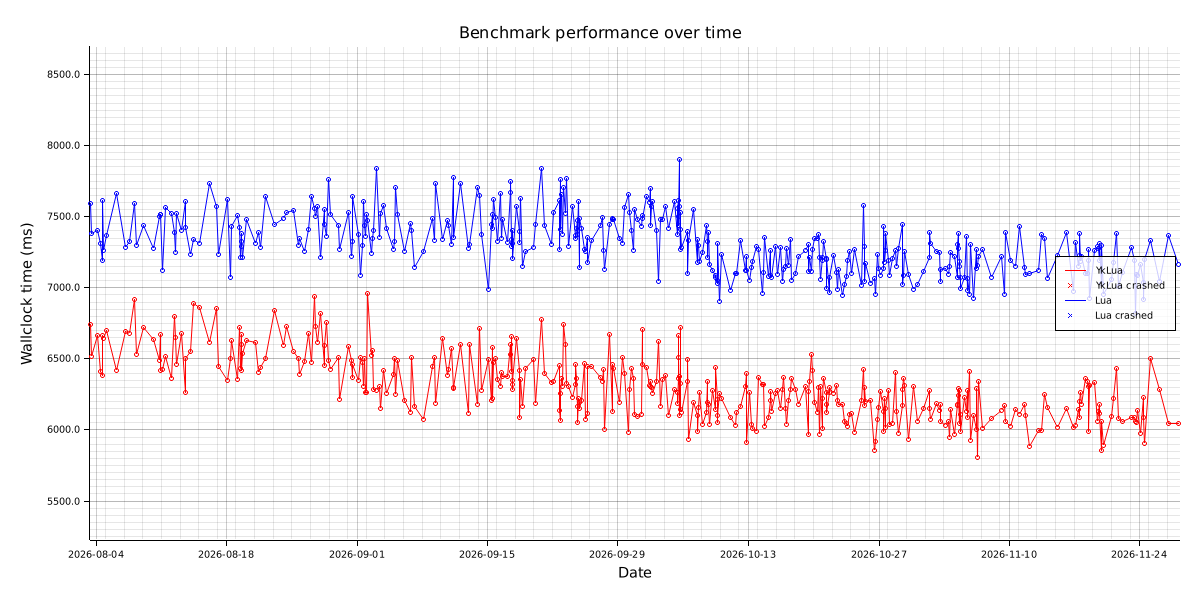 Benchmark performance over time
Wallclock time (ms)
8500.0
8000.0
7500.0
7000.0
6500.0
6000.0
5500.0
YkLua
YkLua crashed
Lua
Lua crashed
2026-08-04 2026-08-18 2026-09-01 2026-09-15 2026-09-29 2026-10-13 2026-10-27 2026-11-10 2026-11-24
Date